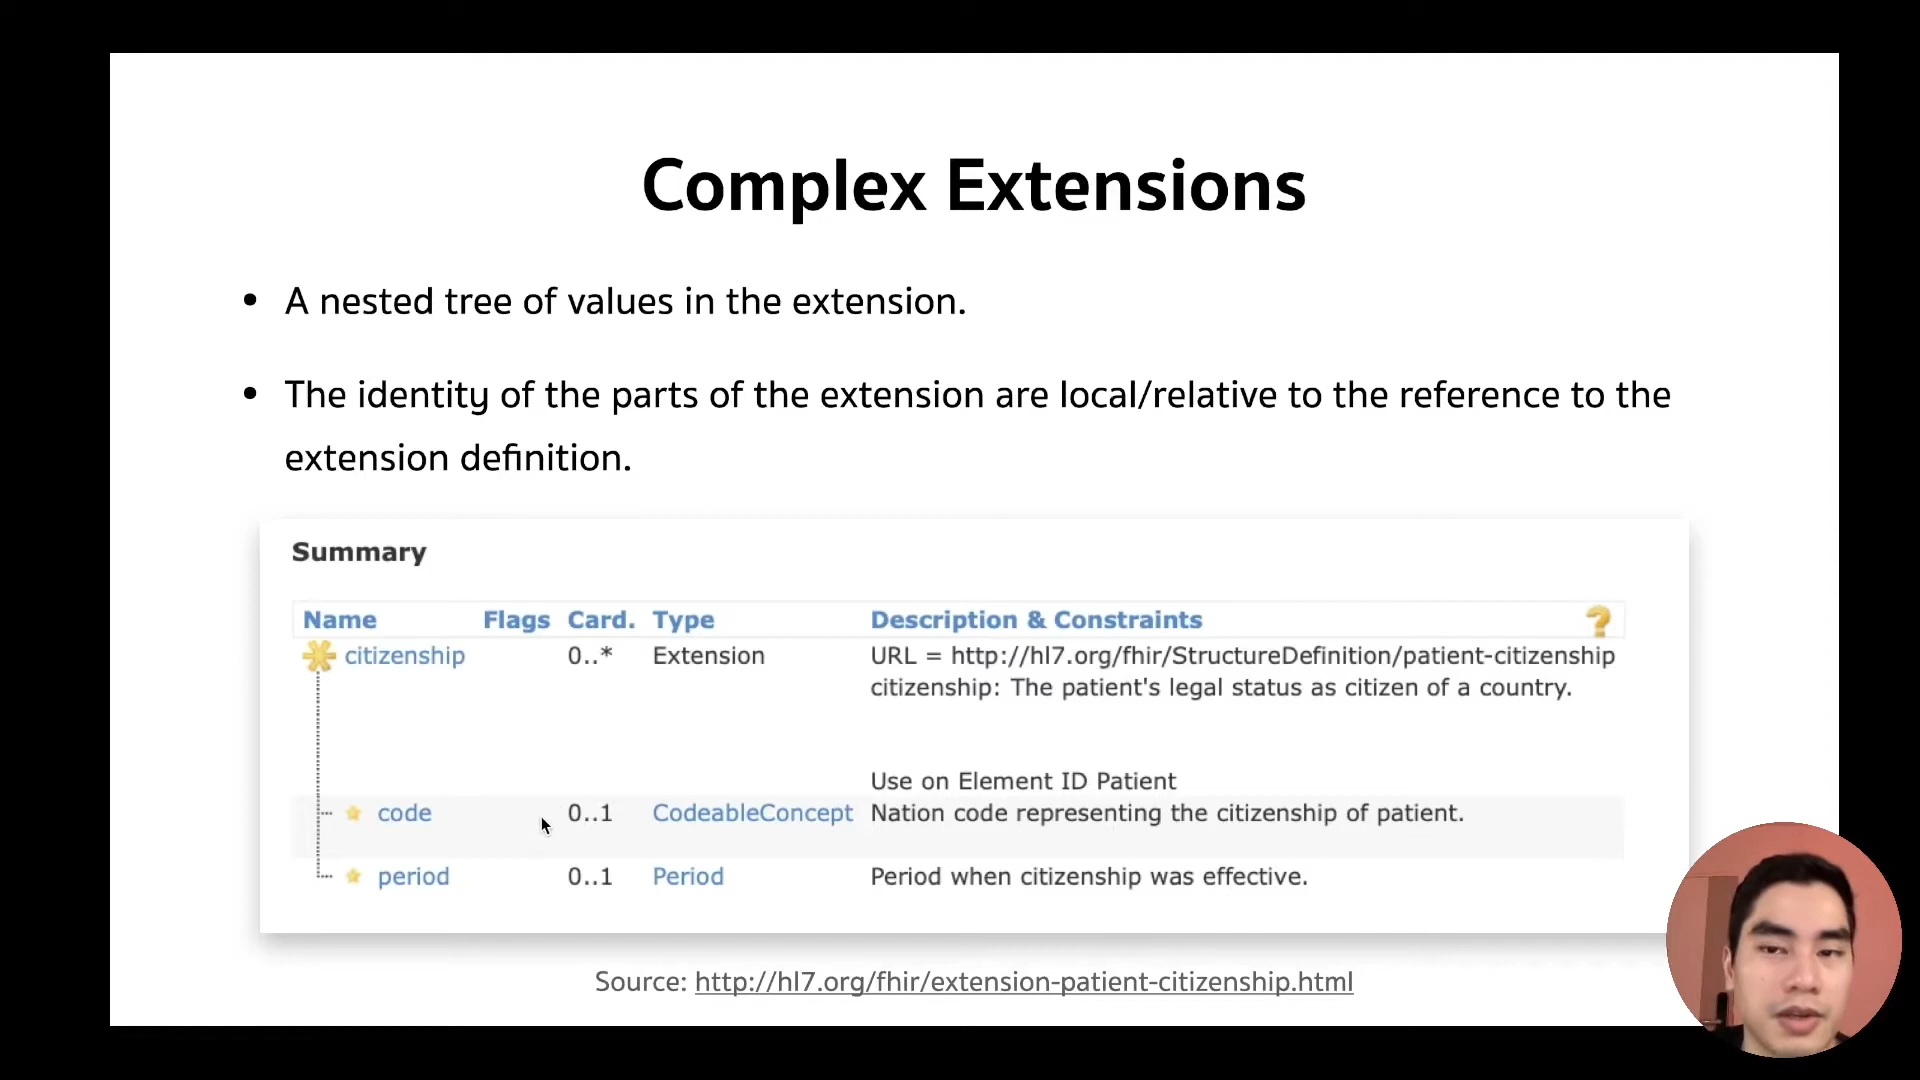 Complex Extensions
• A nested tree of values in the extension.
• The identity of the parts of the extension are local/relative to the reference to the
extension definition.
Summary
Name Flags Card. Type Description & Constraints ?
citizenship 0..* Extension URL = http://hl7.org/fhir/StructureDefinition/patient-citizenship
citizenship: The patient's legal status as citizen of a country.
Use on Element ID Patient
code 0..1 CodeableConcept Nation code representing the citizenship of patient.
period 0..1 Period Period when citizenship was effective.
Source: http://hl7.org/fhir/extension-patient-citizenship.html